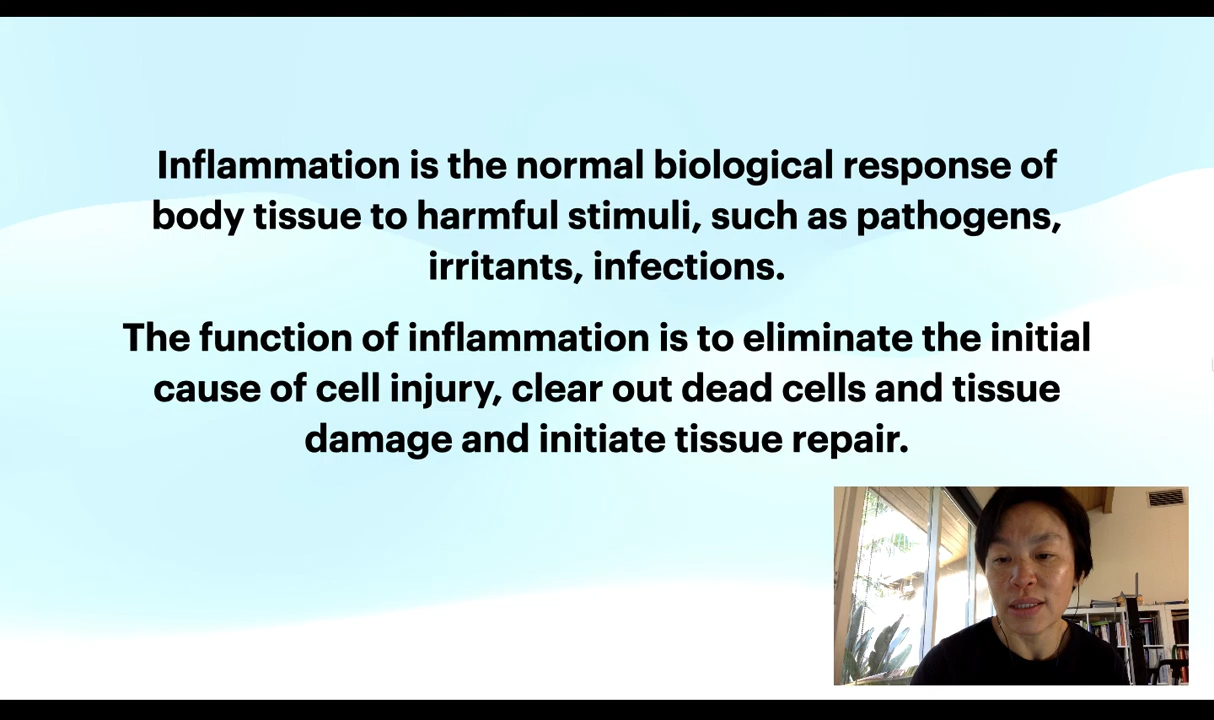 Inflammation is the normal biological response of
body tissue to harmful stimuli, such as pathogens,
irritants, infections.
The function of inflammation is to eliminate the initial
cause of cell injury, clear out dead cells and tissue
damage and initiate tissue repair.